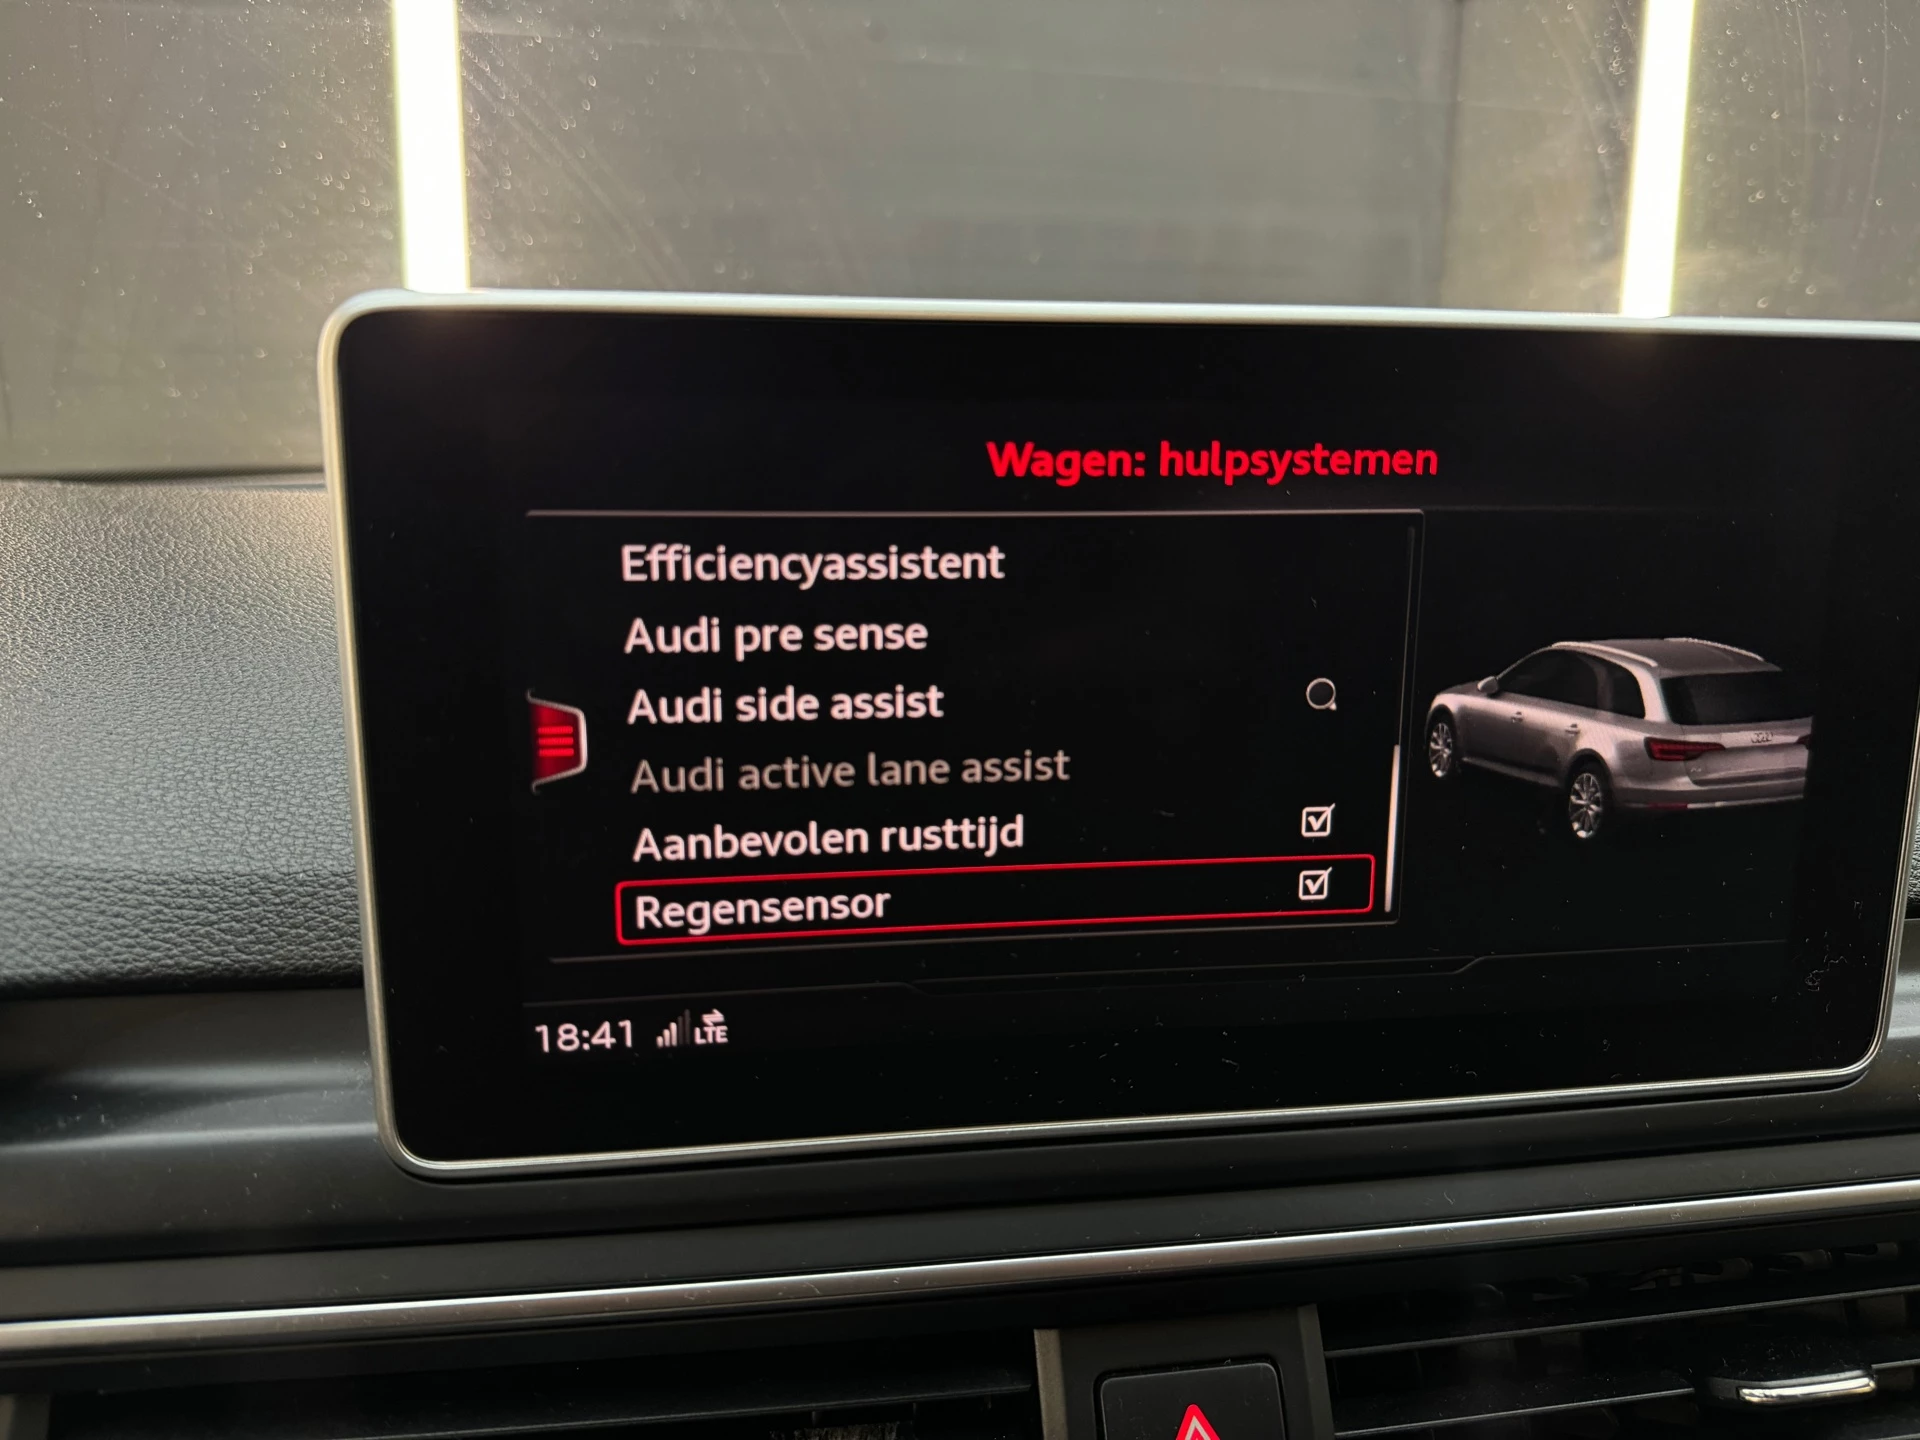 Wagen: hulpsystemen
Efficiencyassistent
Audi pre sense
Audi side assist
Audi active lane assist
Aanbevolen rusttijd
Regensensor
18:41 LTE